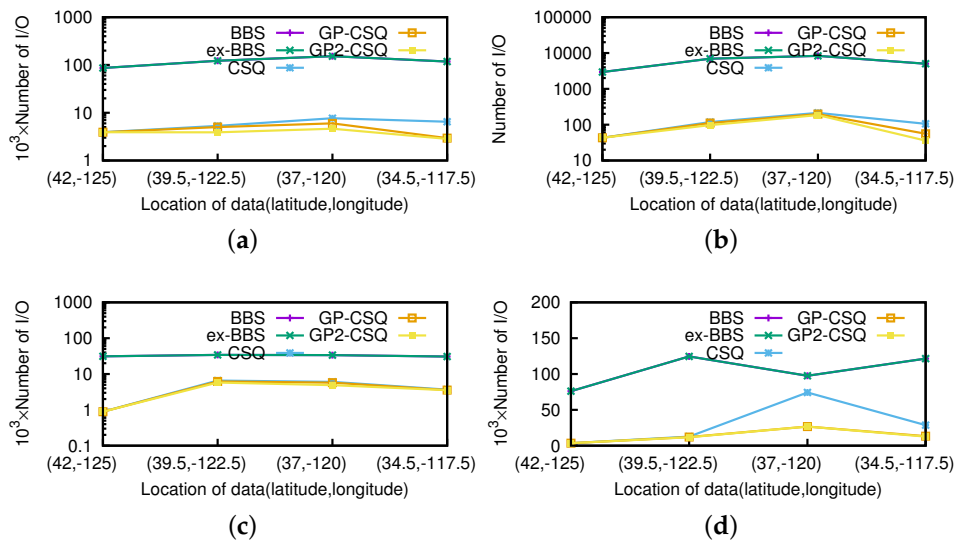 1000
100
10
1
10³×Number of I/O
BBS
ex-BBS
CSQ
GP-CSQ
GP2-CSQ
(42,-125) (39.5,-122.5) (37,-120) (34.5,-117.5)
Location of data(latitude,longitude)
(a)
100000
10000
1000
100
10
Number of I/O
BBS
ex-BBS
CSQ
GP-CSQ
GP2-CSQ
(42,-125) (39.5,-122.5) (37,-120) (34.5,-117.5)
Location of data(latitude,longitude)
(b)
1000
100
10
1
0.1
10³×Number of I/O
BBS
ex-BBS
CSQ
GP-CSQ
GP2-CSQ
(42,-125) (39.5,-122.5) (37,-120) (34.5,-117.5)
Location of data(latitude,longitude)
(c)
200
150
100
50
0
10³×Number of I/O
BBS
ex-BBS
CSQ
GP-CSQ
GP2-CSQ
(42,-125) (39.5,-122.5) (37,-120) (34.5,-117.5)
Location of data(latitude,longitude)
(d)